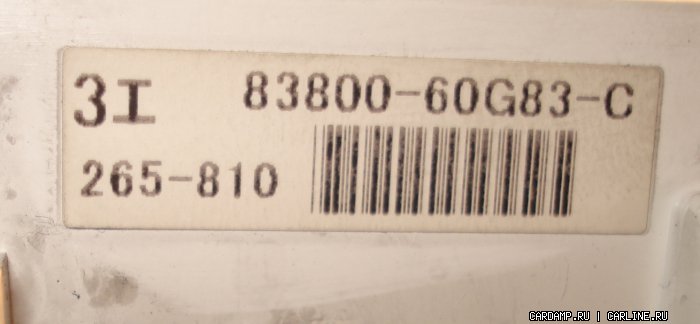 3I 83800-60G83-C
265-810
CARDAMP.RU / CARLINE.RU